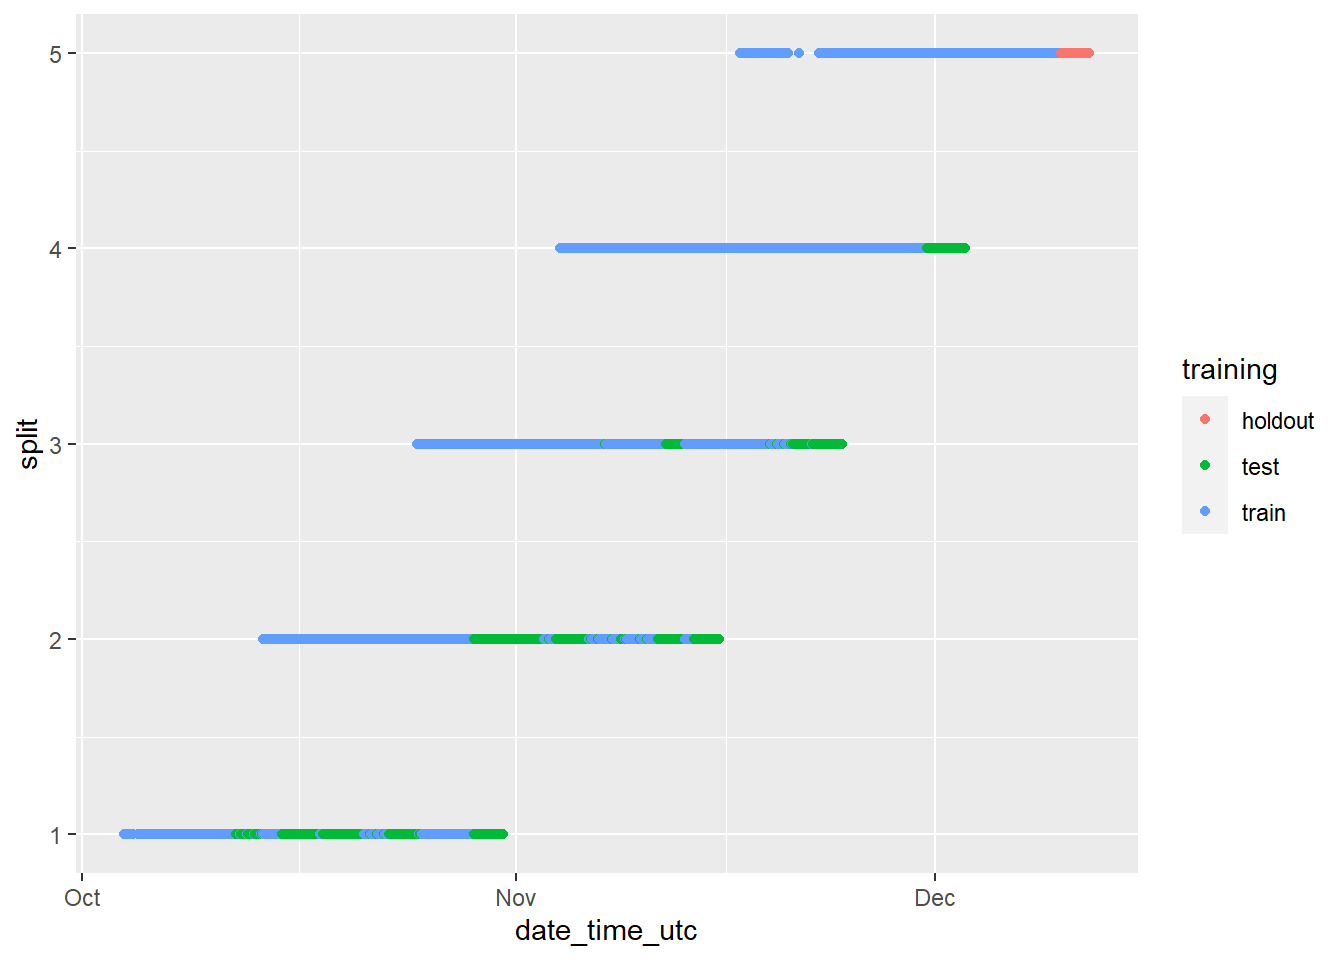 5
4
3
2
1
split
Oct
Nov
Dec
date_time_utc
training
holdout
test
train